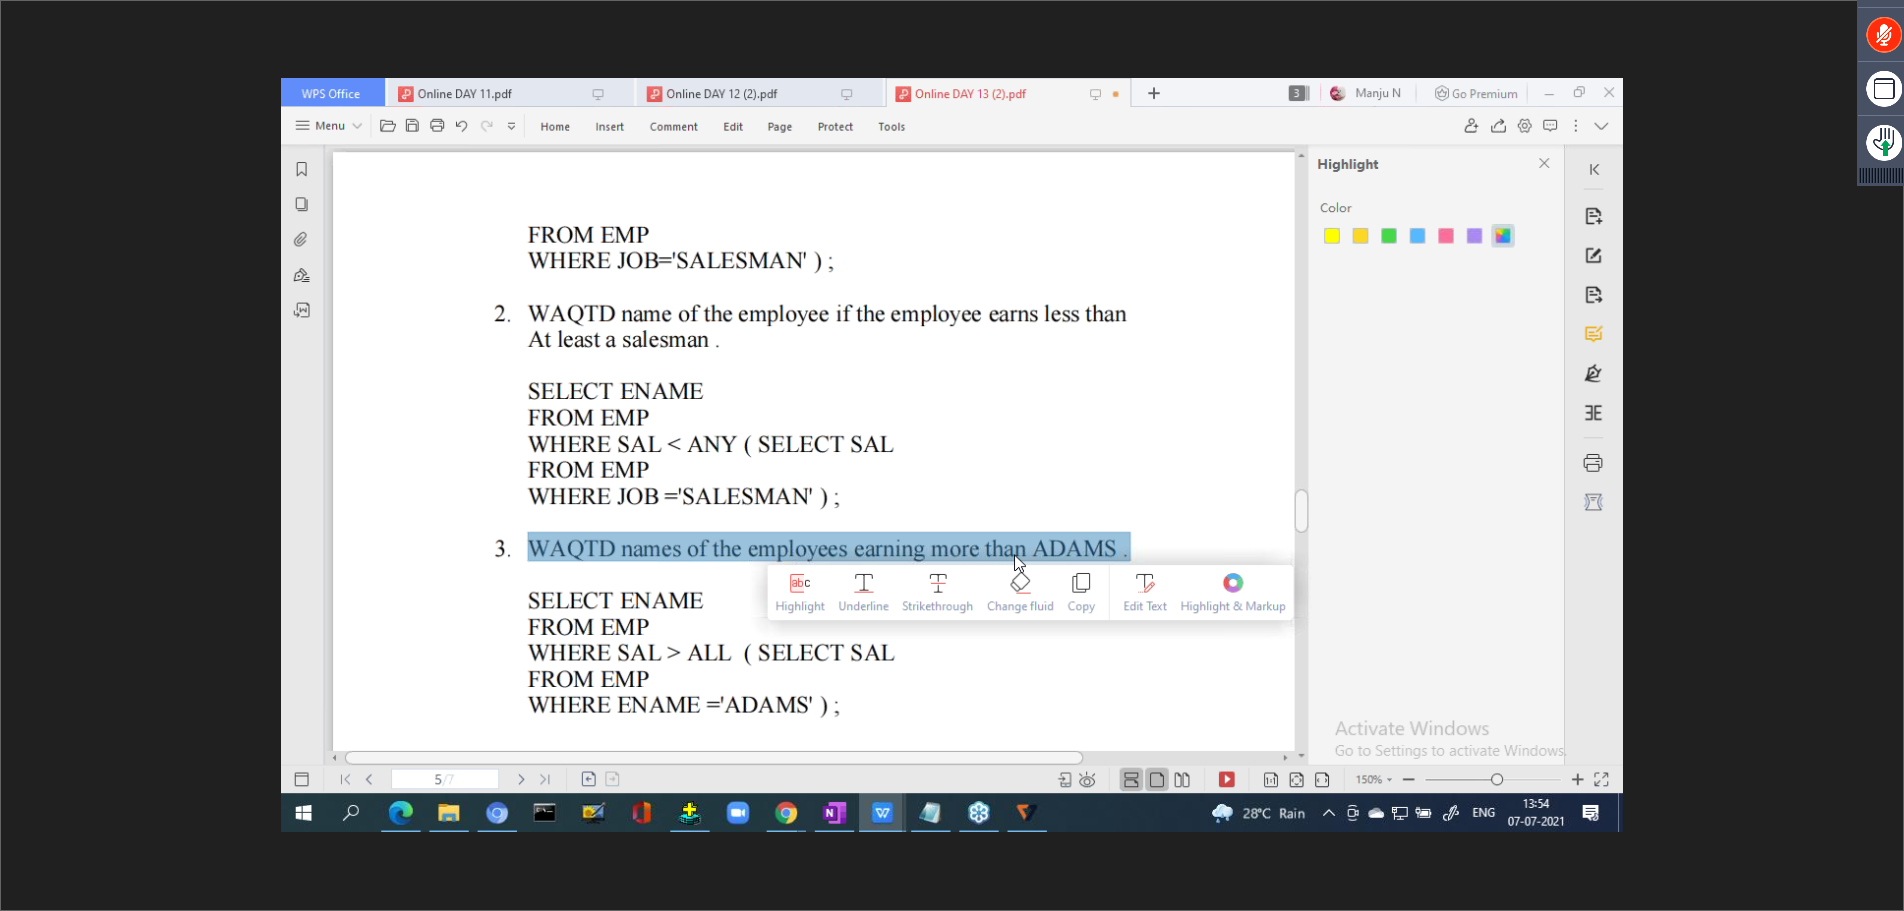 WPS Office
Online DAY 11.pdf
Online DAY 12 (2).pdf
Online DAY 13 (2).pdf
3
Manju N
Go Premium
Menu
Home
Insert
Comment
Edit
Page
Protect
Tools
FROM EMP
WHERE JOB='SALESMAN' ) ;
2. WAQTD name of the employee if the employee earns less than
At least a salesman .
SELECT ENAME
FROM EMP
WHERE SAL < ANY ( SELECT SAL
FROM EMP
WHERE JOB ='SALESMAN' ) ;
3. WAQTD names of the employees earning more than ADAMS .
SELECT ENAME
FROM EMP
WHERE SAL > ALL ( SELECT SAL
FROM EMP
WHERE ENAME ='ADAMS' ) ;
abc
Highlight
Underline
Strikethrough
Change fluid
Copy
Edit Text
Highlight & Markup
Highlight
Color
Activate Windows
Go to Settings to activate Windows.
5/7
150%
28°C Rain
ENG
13:54
07-07-2021